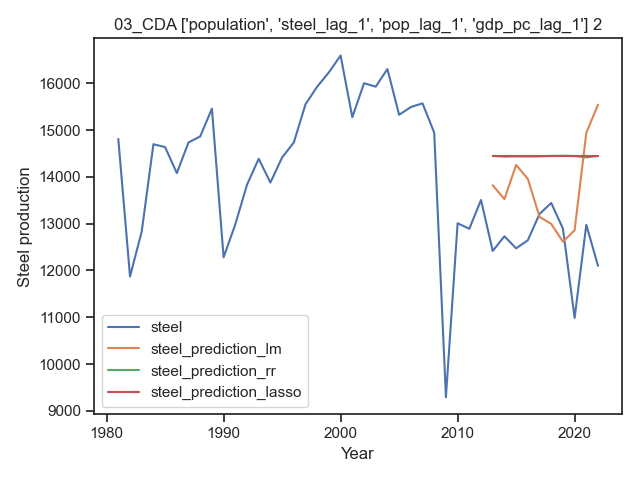 03_CDA ['population', 'steel_lag_1', 'pop_lag_1', 'gdp_pc_lag_1'] 2
Steel production
16000
15000
14000
13000
12000
11000
10000
9000
steel
steel_prediction_lm
steel_prediction_rr
steel_prediction_lasso
1980
1990
2000
2010
2020
Year